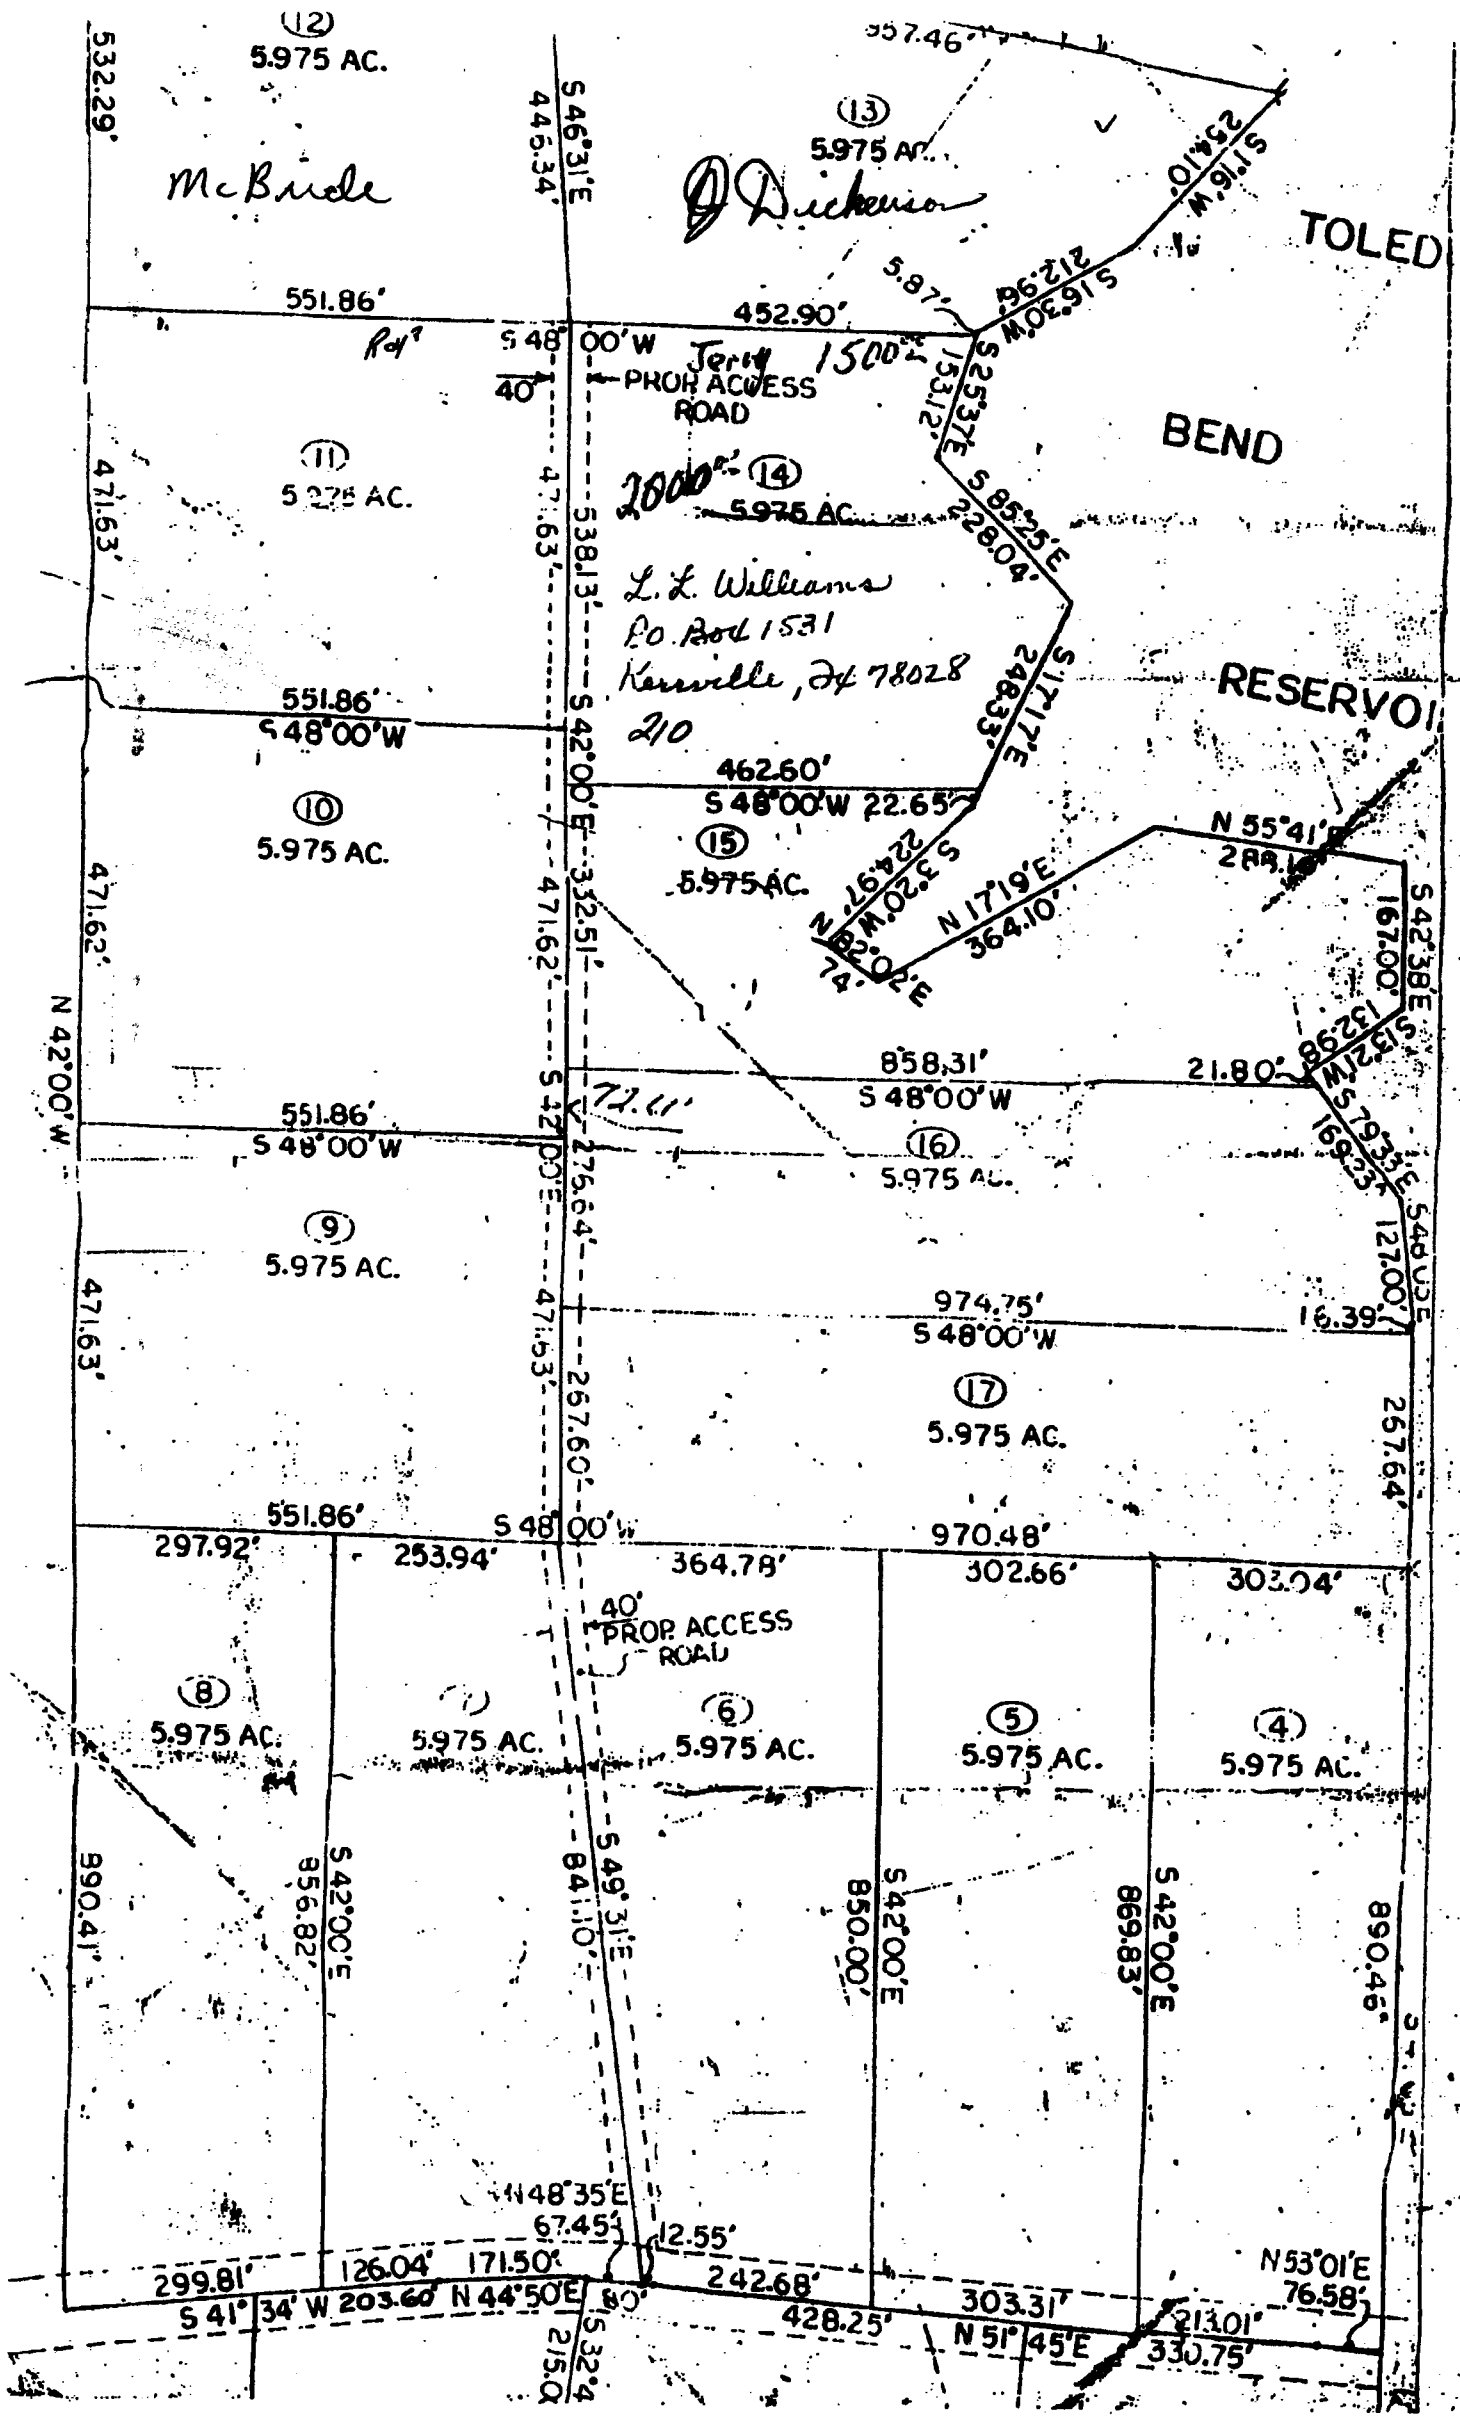 957.46'
(12)
5.975 AC.
532.29'
McBride
S 46°31'E
446.34'
(13)
5.975 AC.
J Dickerson
S 1°16'W
254.10'
TOLED
S 16°30'W
212.96'
5.87'
551.86'
452.90'
S 48°00'W
Roy?
Jerry
40'
PROP. ACCESS
ROAD
S 25°37'E
153.12'
BEND
(11)
5.975 AC.
471.63'
471.63'
538.13'
(14)
5.975 AC.
S 85°25'E
228.04'
L.L. Williams
P.O. Box 1531
Kerrville, TX 78028
210
S 17°17'E
248.33'
RESERVOI
551.86'
S 48°00'W
S 42°00'E
462.60'
S 48°00'W 22.65'
(10)
5.975 AC.
(15)
5.975 AC.
S 3°20'W
224.97'
N 82°02'E
74'
N 17°19'E
364.10'
N 55°41'E
S 42°38'E
167.00'
471.62'
471.62'
332.51'
N 42°00'W
S 13°21'W
132.98
858.31'
S 48°00'W
21.80'
551.86'
S 48°00'W
S 42°00'E
275.64'
(16)
5.975 AC.
S 79°33'E
169.23'
127.00'
(9)
5.975 AC.
471.63'
471.63'
974.75'
S 48°00'W
16.39'
(17)
5.975 AC.
267.60'
267.64'
551.86'
S 48°00'W
970.48'
297.92'
253.94'
364.78'
302.66'
303.04'
40'
PROP. ACCESS
ROAD
(8)
5.975 AC.
5.975 AC.
(6)
5.975 AC.
(5)
5.975 AC.
(4)
5.975 AC.
890.41'
S 42°00'E
856.82'
S 49°31'E
841.10'
S 42°00'E
850.00'
S 42°00'E
869.83'
890.46'
N 48°35'E
67.45'
12.55'
N 53°01'E
76.58'
299.81'
126.04'
171.50'
242.68'
303.31'
213.01'
S 41°34'W
203.60'
N 44°50'E
428.25'
N 51°45'E
330.75'
S 32°4
215.0